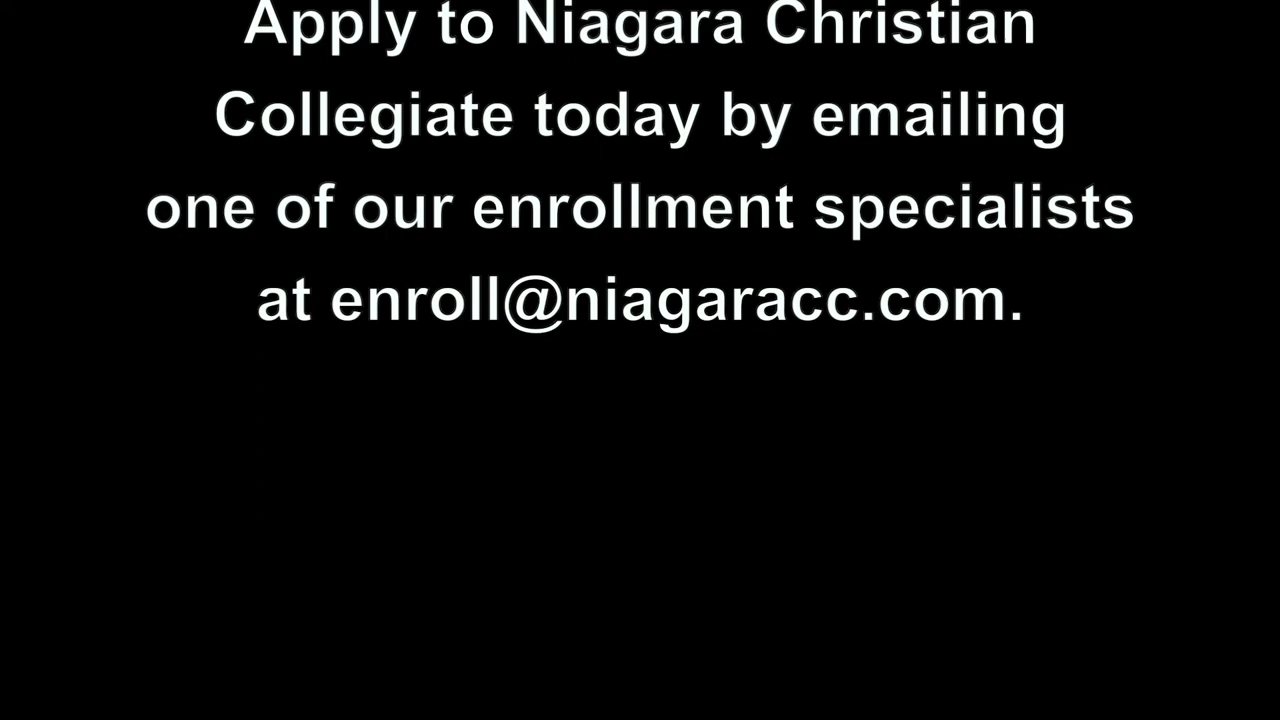 Apply to Niagara Christian
Collegiate today by emailing
one of our enrollment specialists
at enroll@niagaracc.com.